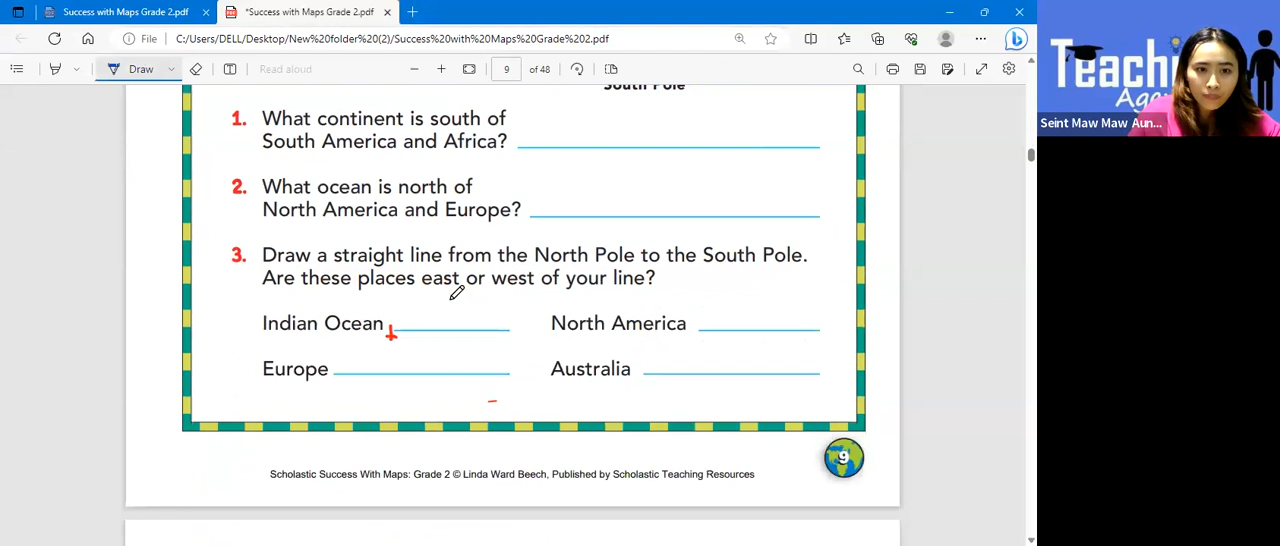 Success with Maps Grade 2.pdf
*Success with Maps Grade 2.pdf
File
C:/Users/DELL/Desktop/New%20folder%20(2)/Success%20with%20Maps%20Grade%202.pdf
Draw
Read aloud
9
of 48
South Pole
1. What continent is south of
South America and Africa?
2. What ocean is north of
North America and Europe?
3. Draw a straight line from the North Pole to the South Pole.
Are these places east or west of your line?
Indian Ocean
North America
Europe
Australia
9
Scholastic Success With Maps: Grade 2 © Linda Ward Beech, Published by Scholastic Teaching Resources
Seint Maw Maw Aun...